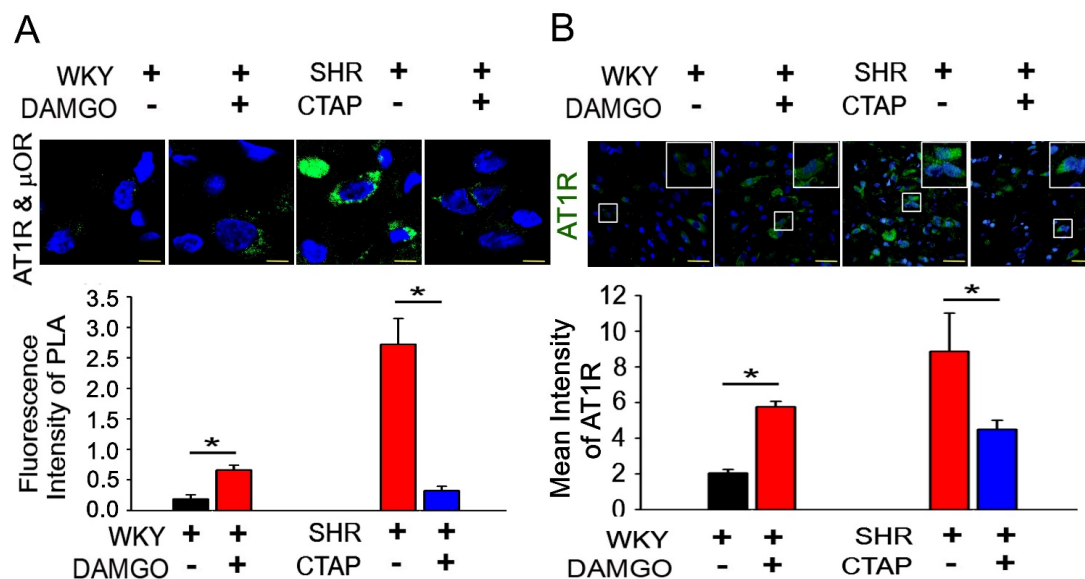 A
WKY + + SHR + +
DAMGO - + CTAP - +
AT1R & μOR
Fluorescence
Intensity of PLA
3.5
3.0
2.5
2.0
1.5
1.0
0.5
0.0
*
*
WKY + + SHR + +
DAMGO - + CTAP - +
B
WKY + + SHR + +
DAMGO - + CTAP - +
AT1R
Mean Intensity
of AT1R
12
10
8
6
4
2
0
*
*
WKY + + SHR + +
DAMGO - + CTAP - +